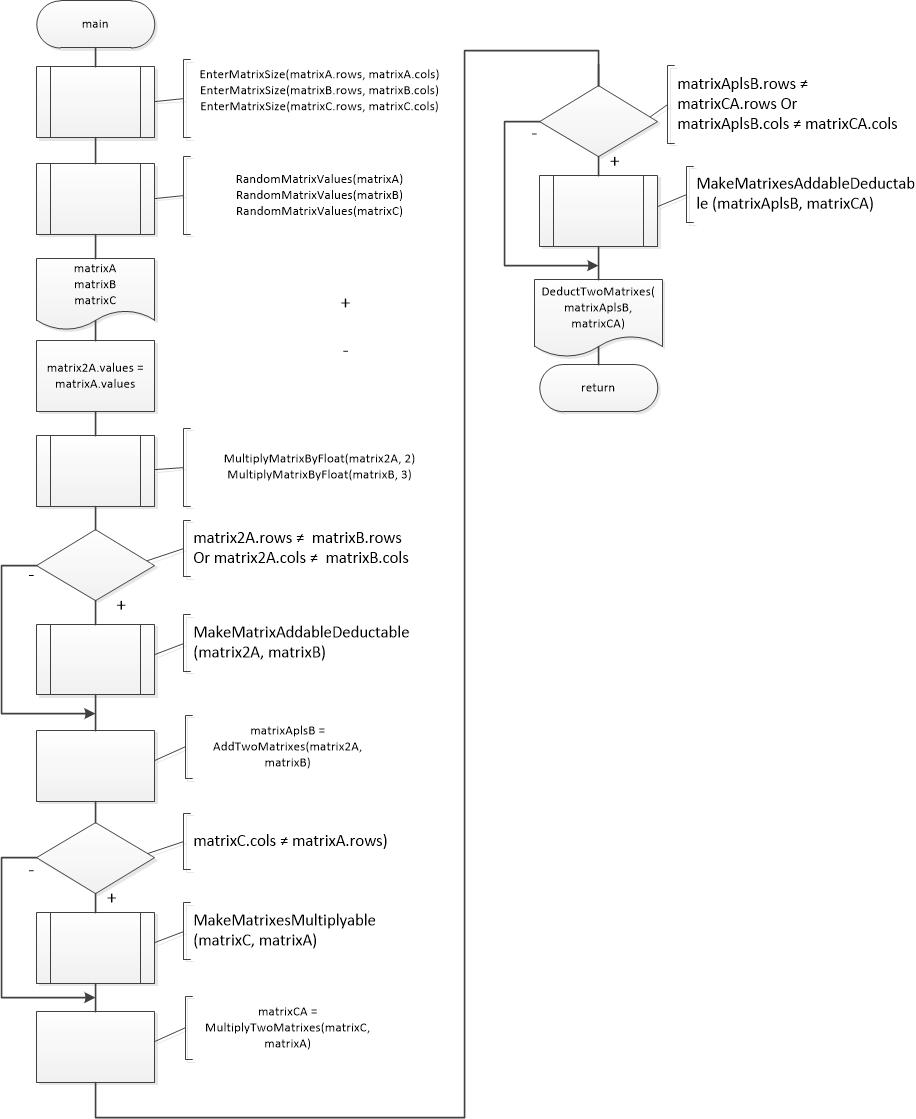 main
EnterMatrixSize(matrixA.rows, matrixA.cols)
EnterMatrixSize(matrixB.rows, matrixB.cols)
EnterMatrixSize(matrixC.rows, matrixC.cols)
RandomMatrixValues(matrixA)
RandomMatrixValues(matrixB)
RandomMatrixValues(matrixC)
matrixA
matrixB
matrixC
+
-
matrix2A.values =
matrixA.values
MultiplyMatrixByFloat(matrix2A, 2)
MultiplyMatrixByFloat(matrixB, 3)
matrix2A.rows ≠ matrixB.rows
Or matrix2A.cols ≠ matrixB.cols
-
+
MakeMatrixAddableDeductable
(matrix2A, matrixB)
matrixAplsB =
AddTwoMatrixes(matrix2A,
matrixB)
matrixC.cols ≠ matrixA.rows)
-
+
MakeMatrixesMultiplyable
(matrixC, matrixA)
matrixCA =
MultiplyTwoMatrixes(matrixC,
matrixA)
matrixAplsB.rows ≠
matrixCA.rows Or
matrixAplsB.cols ≠ matrixCA.cols
-
+
MakeMatrixesAddableDeductab
le (matrixAplsB, matrixCA)
DeductTwoMatrixes(
matrixAplsB,
matrixCA)
return